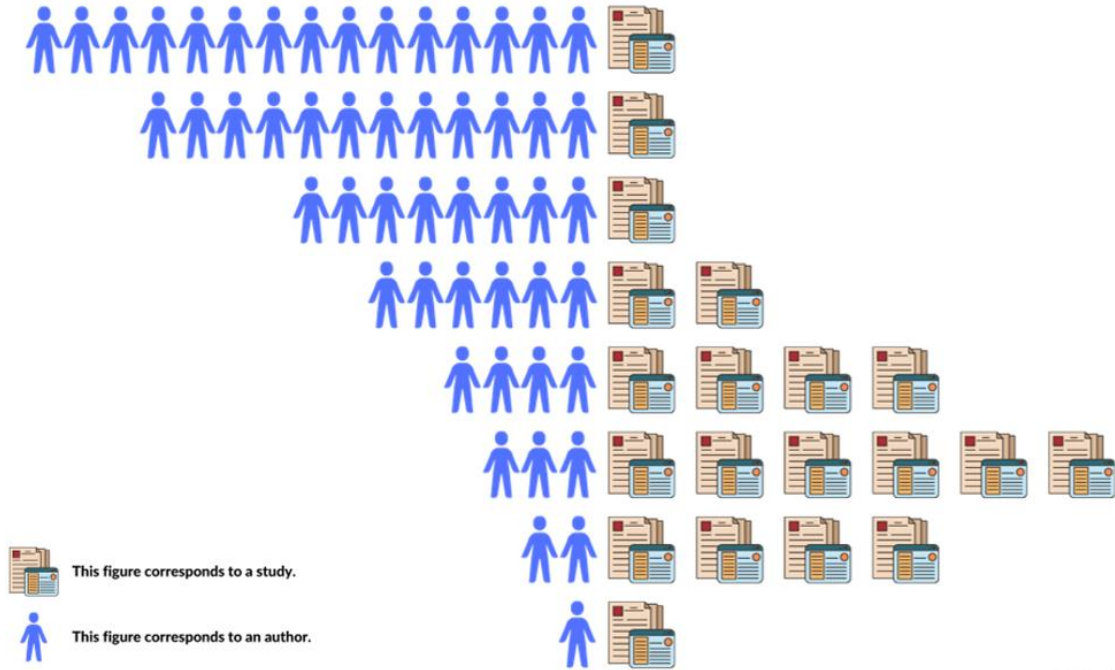 This figure corresponds to a study.
This figure corresponds to an author.